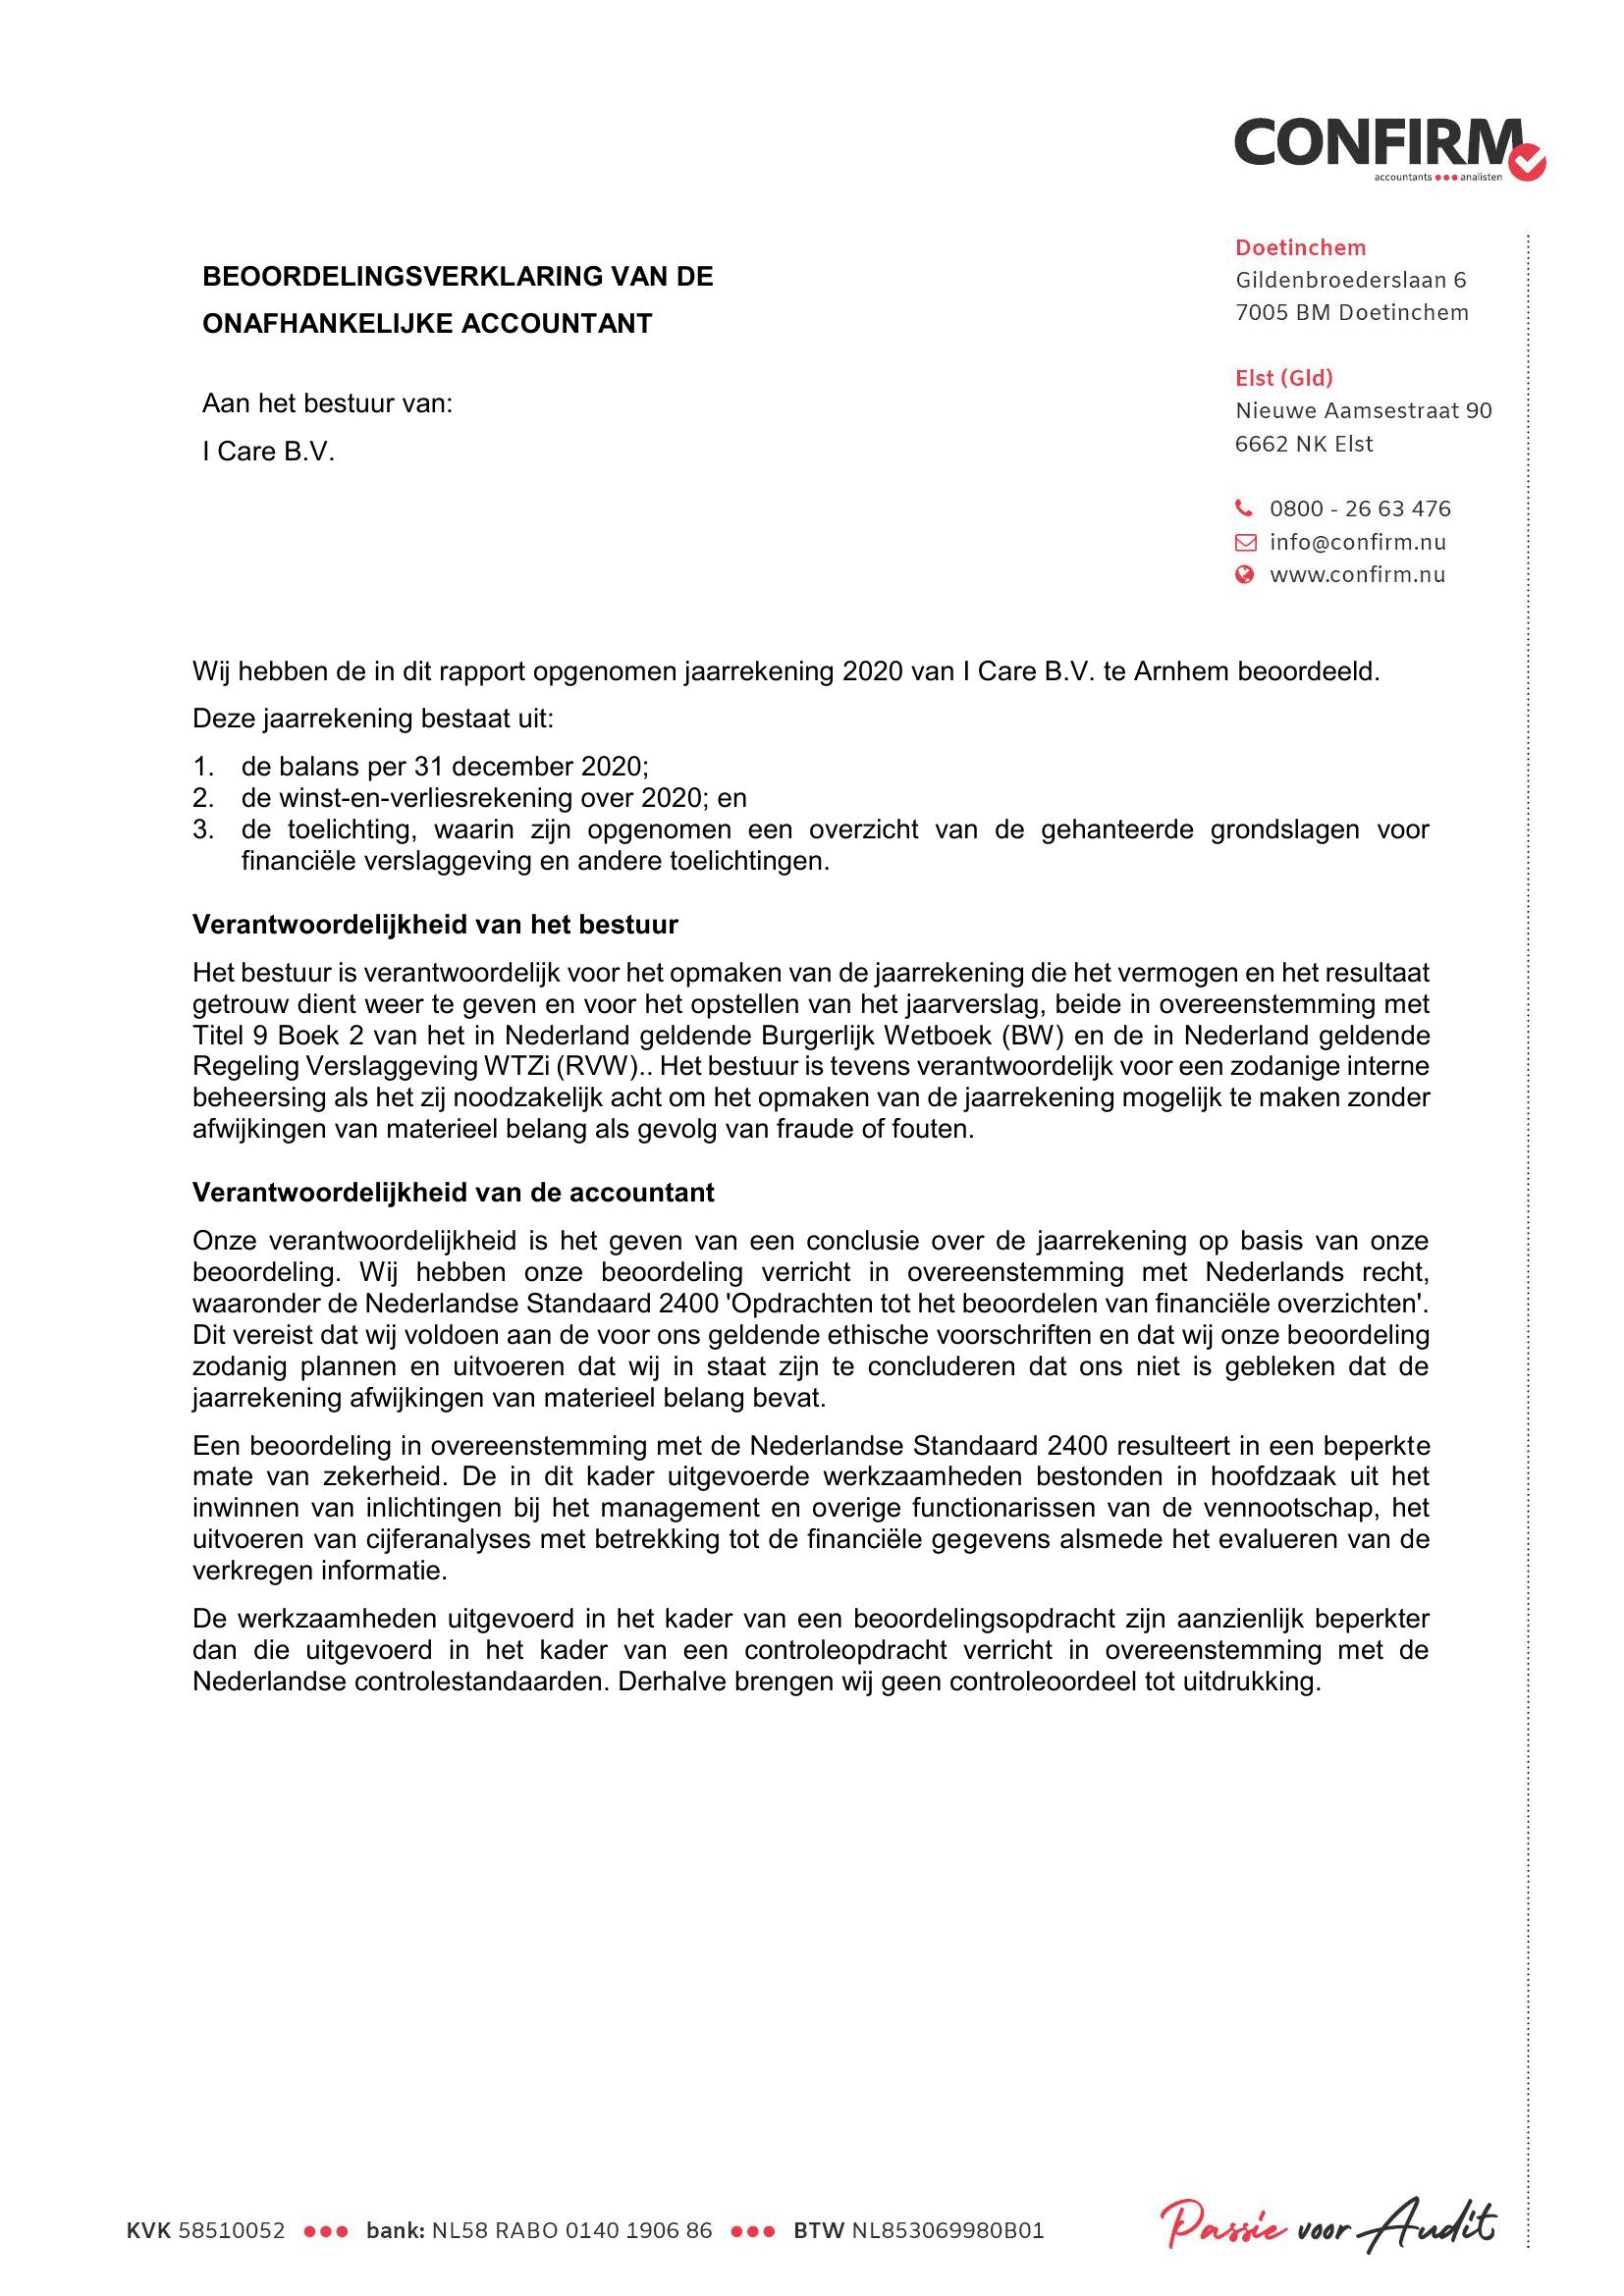 CONFIRM
accountants ●●● analisten
Doetinchem
Gildenbroederslaan 6
7005 BM Doetinchem
Elst (Gld)
Nieuwe Aamsestraat 90
6662 NK Elst
0800 - 26 63 476
info@confirm.nu
www.confirm.nu
BEOORDELINGSVERKLARING VAN DE
ONAFHANKELIJKE ACCOUNTANT
Aan het bestuur van:
I Care B.V.
Wij hebben de in dit rapport opgenomen jaarrekening 2020 van I Care B.V. te Arnhem beoordeeld.
Deze jaarrekening bestaat uit:
1. de balans per 31 december 2020;
2. de winst-en-verliesrekening over 2020; en
3. de toelichting, waarin zijn opgenomen een overzicht van de gehanteerde grondslagen voor
financiële verslaggeving en andere toelichtingen.
Verantwoordelijkheid van het bestuur
Het bestuur is verantwoordelijk voor het opmaken van de jaarrekening die het vermogen en het resultaat
getrouw dient weer te geven en voor het opstellen van het jaarverslag, beide in overeenstemming met
Titel 9 Boek 2 van het in Nederland geldende Burgerlijk Wetboek (BW) en de in Nederland geldende
Regeling Verslaggeving WTZi (RVW).. Het bestuur is tevens verantwoordelijk voor een zodanige interne
beheersing als het zij noodzakelijk acht om het opmaken van de jaarrekening mogelijk te maken zonder
afwijkingen van materieel belang als gevolg van fraude of fouten.
Verantwoordelijkheid van de accountant
Onze verantwoordelijkheid is het geven van een conclusie over de jaarrekening op basis van onze
beoordeling. Wij hebben onze beoordeling verricht in overeenstemming met Nederlands recht,
waaronder de Nederlandse Standaard 2400 'Opdrachten tot het beoordelen van financiële overzichten'.
Dit vereist dat wij voldoen aan de voor ons geldende ethische voorschriften en dat wij onze beoordeling
zodanig plannen en uitvoeren dat wij in staat zijn te concluderen dat ons niet is gebleken dat de
jaarrekening afwijkingen van materieel belang bevat.
Een beoordeling in overeenstemming met de Nederlandse Standaard 2400 resulteert in een beperkte
mate van zekerheid. De in dit kader uitgevoerde werkzaamheden bestonden in hoofdzaak uit het
inwinnen van inlichtingen bij het management en overige functionarissen van de vennootschap, het
uitvoeren van cijferanalyses met betrekking tot de financiële gegevens alsmede het evalueren van de
verkregen informatie.
De werkzaamheden uitgevoerd in het kader van een beoordelingsopdracht zijn aanzienlijk beperkter
dan die uitgevoerd in het kader van een controleopdracht verricht in overeenstemming met de
Nederlandse controlestandaarden. Derhalve brengen wij geen controleoordeel tot uitdrukking.
KVK 58510052 ●●● bank: NL58 RABO 0140 1906 86 ●●● BTW NL853069980B01
Passie voor Audit